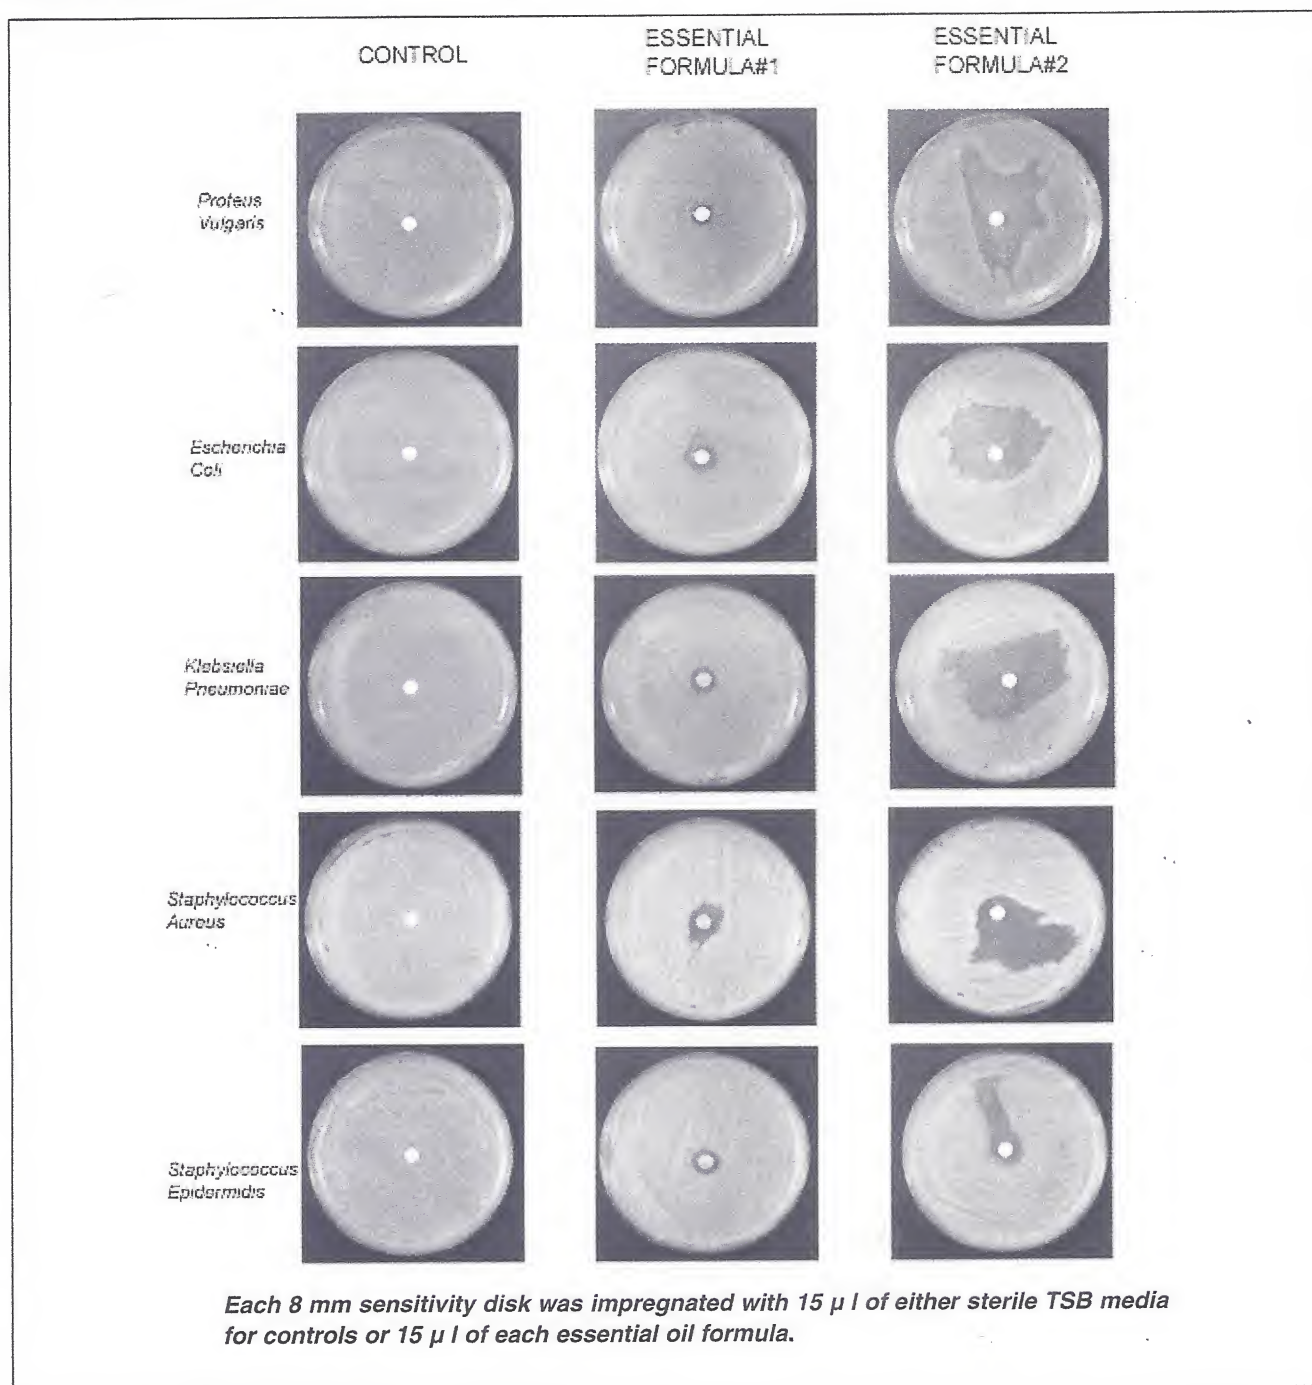 CONTROL
ESSENTIAL
FORMULA#1
ESSENTIAL
FORMULA#2
Proteus
Vulgaris
Escherichia
Coli
Klebsiella
Pneumoniae
Staphylococcus
Aureus
Staphylococcus
Epidermidis
Each 8 mm sensitivity disk was impregnated with 15 µ l of either sterile TSB media
for controls or 15 µ l of each essential oil formula.